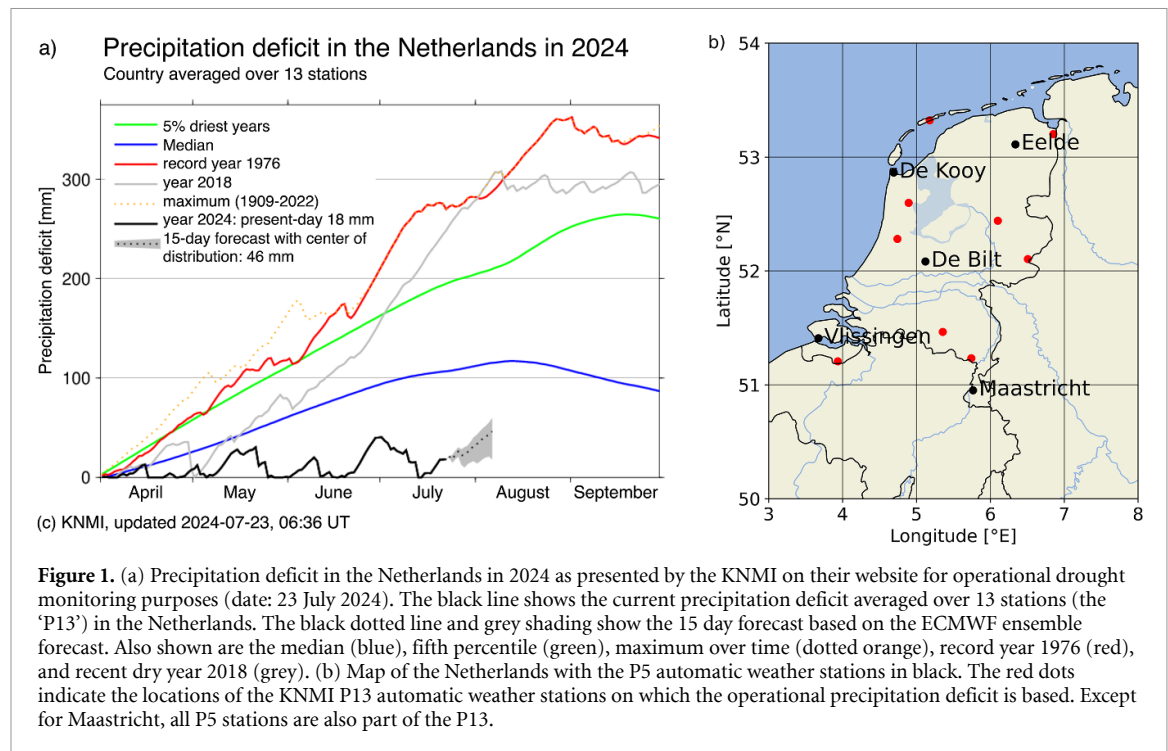 a)
Precipitation deficit in the Netherlands in 2024
Country averaged over 13 stations
5% driest years
Median
record year 1976
year 2018
maximum (1909-2022)
year 2024: present-day 18 mm
15-day forecast with center of
distribution: 46 mm
Precipitation deficit [mm]
300
200
100
0
April
May
June
July
August
September
(c) KNMI, updated 2024-07-23, 06:36 UT
b)
54
53
52
51
50
Latitude [°N]
Eelde
De Kooy
De Bilt
Vlissingen
Maastricht
3
4
5
6
7
8
Longitude [°E]
Figure 1. (a) Precipitation deficit in the Netherlands in 2024 as presented by the KNMI on their website for operational drought
monitoring purposes (date: 23 July 2024). The black line shows the current precipitation deficit averaged over 13 stations (the
‘P13’) in the Netherlands. The black dotted line and grey shading show the 15 day forecast based on the ECMWF ensemble
forecast. Also shown are the median (blue), fifth percentile (green), maximum over time (dotted orange), record year 1976 (red),
and recent dry year 2018 (grey). (b) Map of the Netherlands with the P5 automatic weather stations in black. The red dots
indicate the locations of the KNMI P13 automatic weather stations on which the operational precipitation deficit is based. Except
for Maastricht, all P5 stations are also part of the P13.